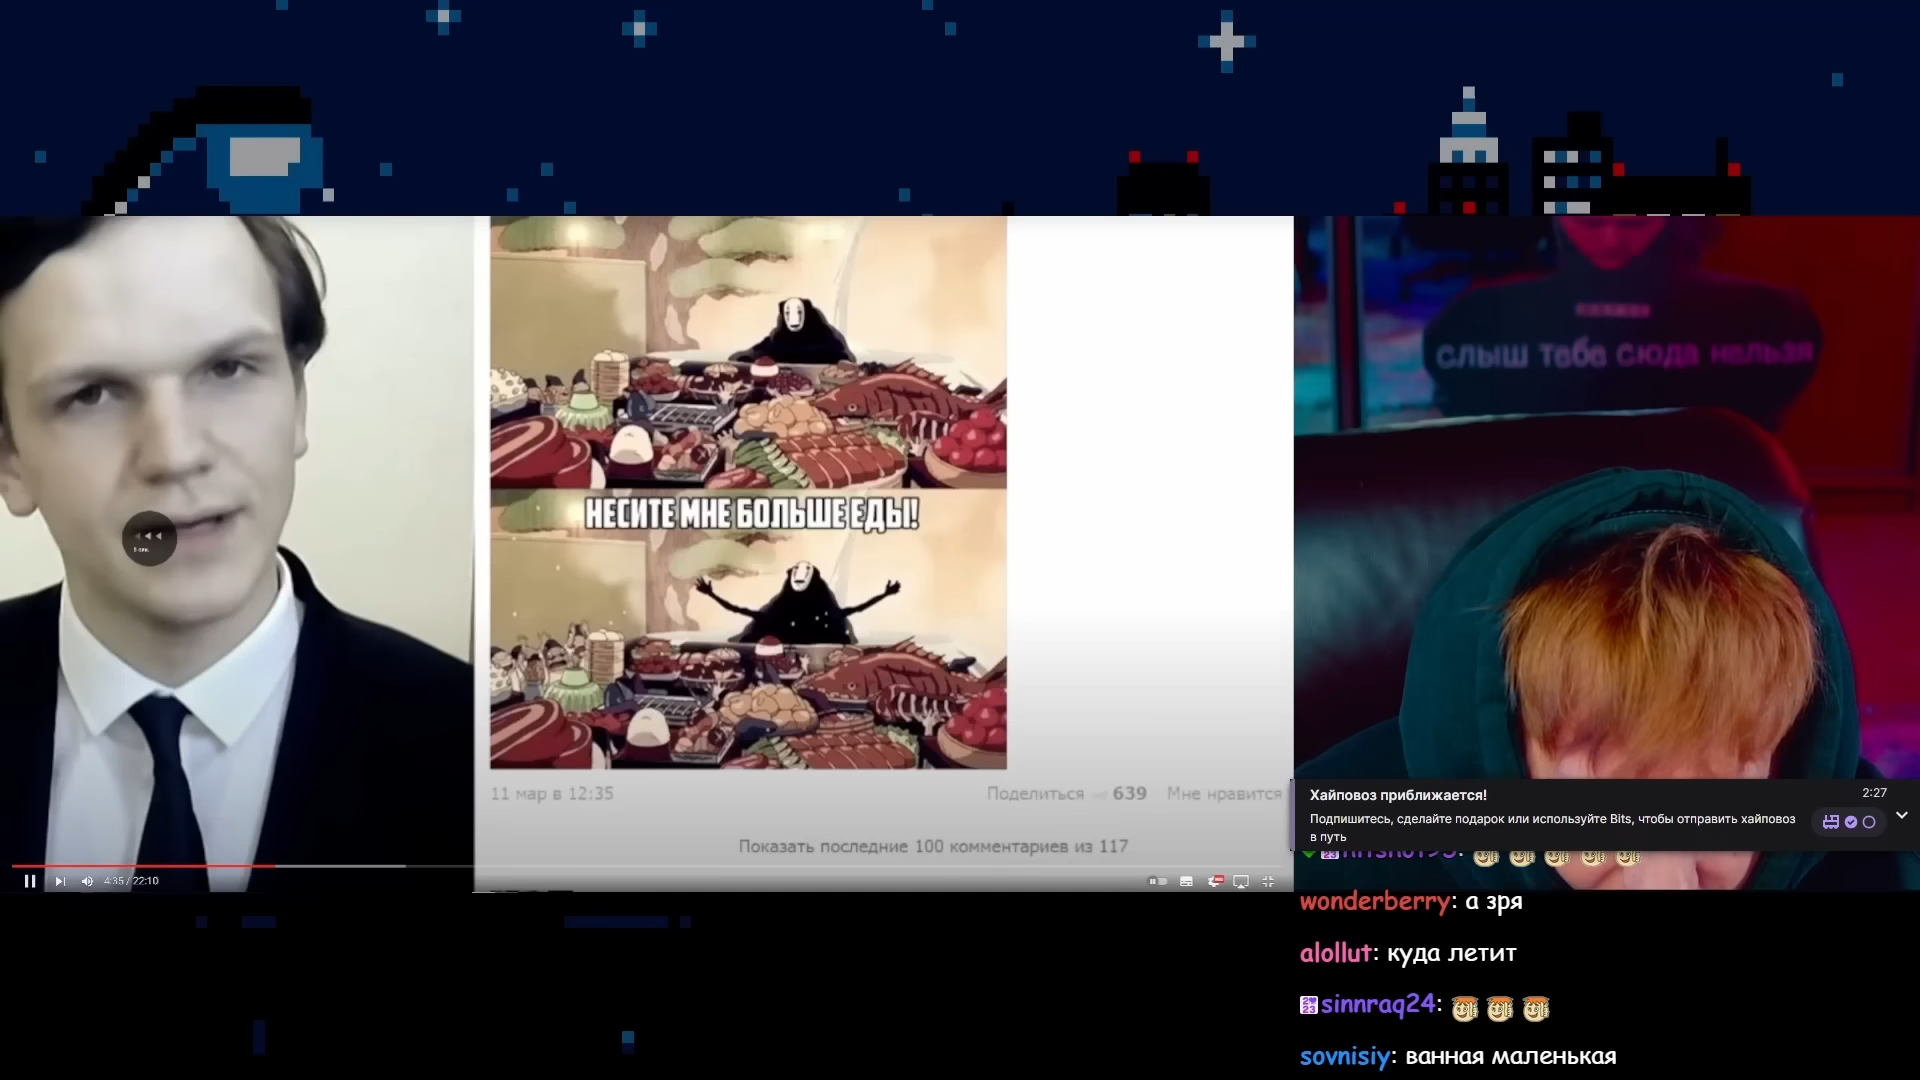 НЕСИТЕ МНЕ БОЛЬШЕ ЕДЫ!
11 мар в 12:35
Поделиться 639 Мне нравится
Показать последние 100 комментариев из 117
4:35 / 22:10
слыш тебе сюда нельзя
Хайповоз приближается!
2:27
Подпишитесь, сделайте подарок или используйте Bits, чтобы отправить хайповоз
в путь
wonderberry: а зря
alollut: куда летит
sinnraq24:
sovnisiy: ванная маленькая